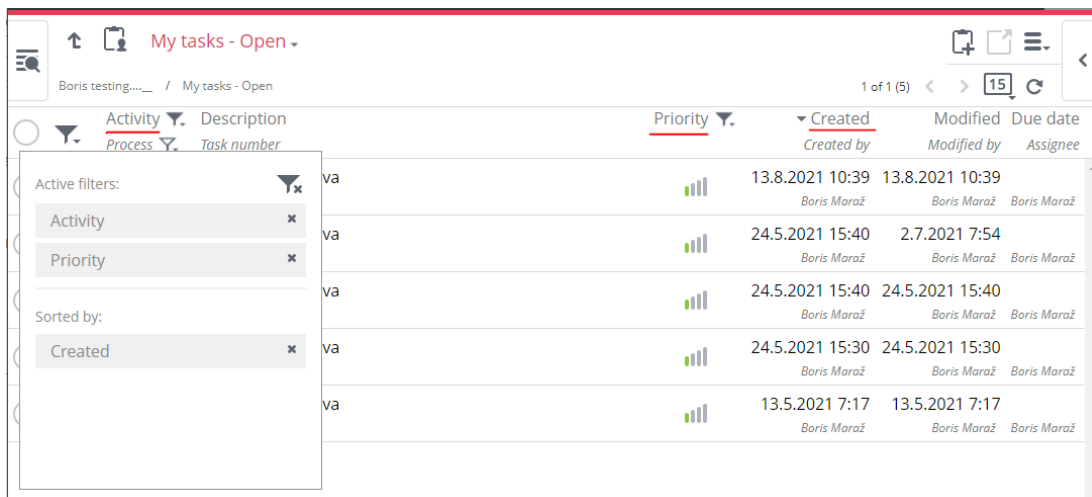 My tasks - Open
Boris testing...._ / My tasks - Open
1 of 1 (5) 15
Activity Description Priority Created Modified Due date
Process Task number Created by Modified by Assignee
Active filters:
Activity
Priority
Sorted by:
Created
va 13.8.2021 10:39 13.8.2021 10:39
Boris Maraž Boris Maraž Boris Maraž
va 24.5.2021 15:40 2.7.2021 7:54
Boris Maraž Boris Maraž Boris Maraž
va 24.5.2021 15:40 24.5.2021 15:40
Boris Maraž Boris Maraž Boris Maraž
va 24.5.2021 15:30 24.5.2021 15:30
Boris Maraž Boris Maraž Boris Maraž
va 13.5.2021 7:17 13.5.2021 7:17
Boris Maraž Boris Maraž Boris Maraž